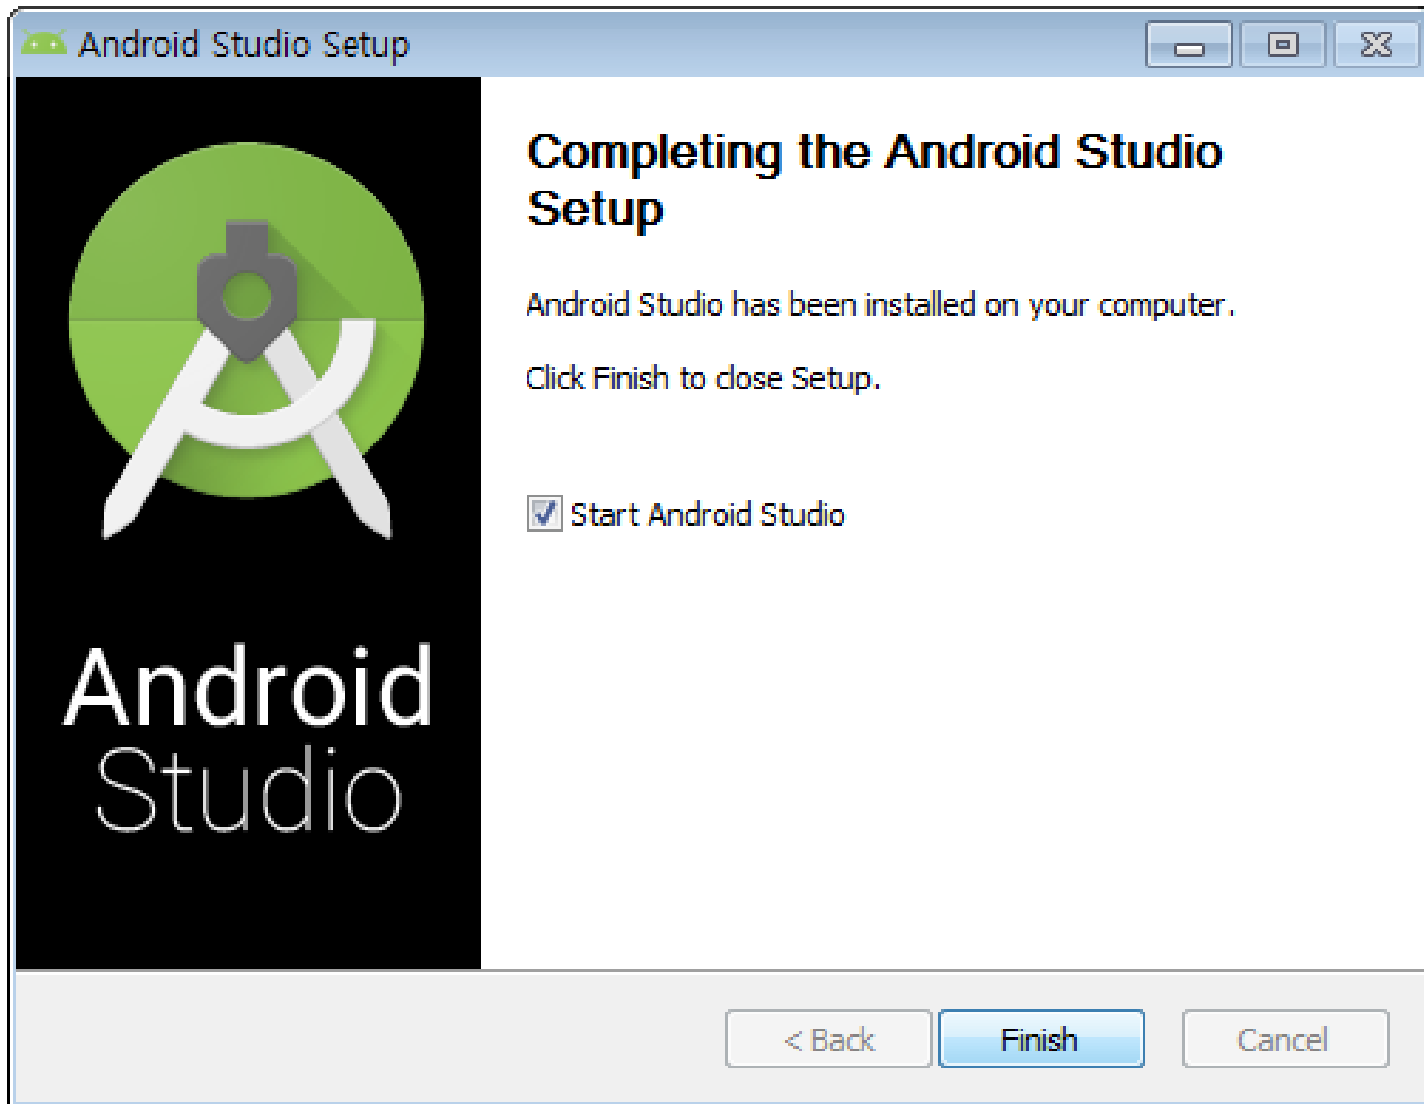 Android Studio Setup
Completing the Android Studio
Setup
Android Studio has been installed on your computer.
Click Finish to close Setup.
Start Android Studio
Android
Studio
< Back
Finish
Cancel